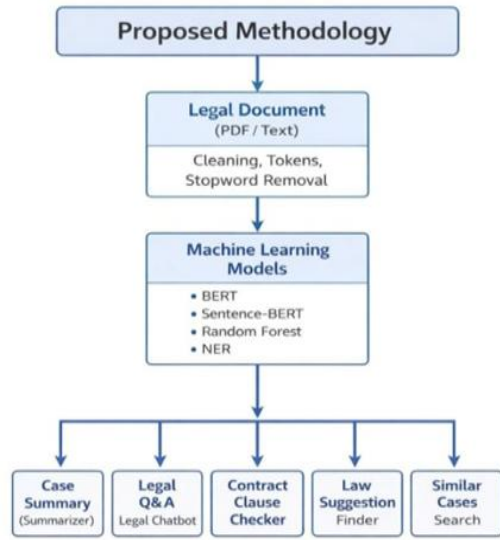 Proposed Methodology
Legal Document
(PDF / Text)
Cleaning, Tokens,
Stopword Removal
Machine Learning
Models
• BERT
• Sentence-BERT
• Random Forest
• NER
Case
Summary
(Summarizer)
Legal
Q&A
Legal Chatbot
Contract
Clause
Checker
Law
Suggestion
Finder
Similar
Cases
Search